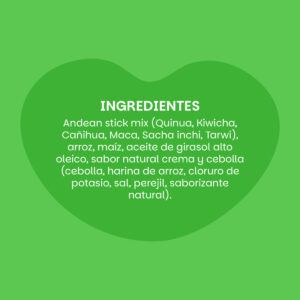 INGREDIENTES
Andean stick mix (Quinua, Kiwicha,
Cañihua, Maca, Sacha inchi, Tarwi),
arroz, maíz, aceite de girasol alto
oleico, sabor natural crema y cebolla
(cebolla, harina de arroz, cloruro de
potasio, sal, perejil, saborizante
natural).